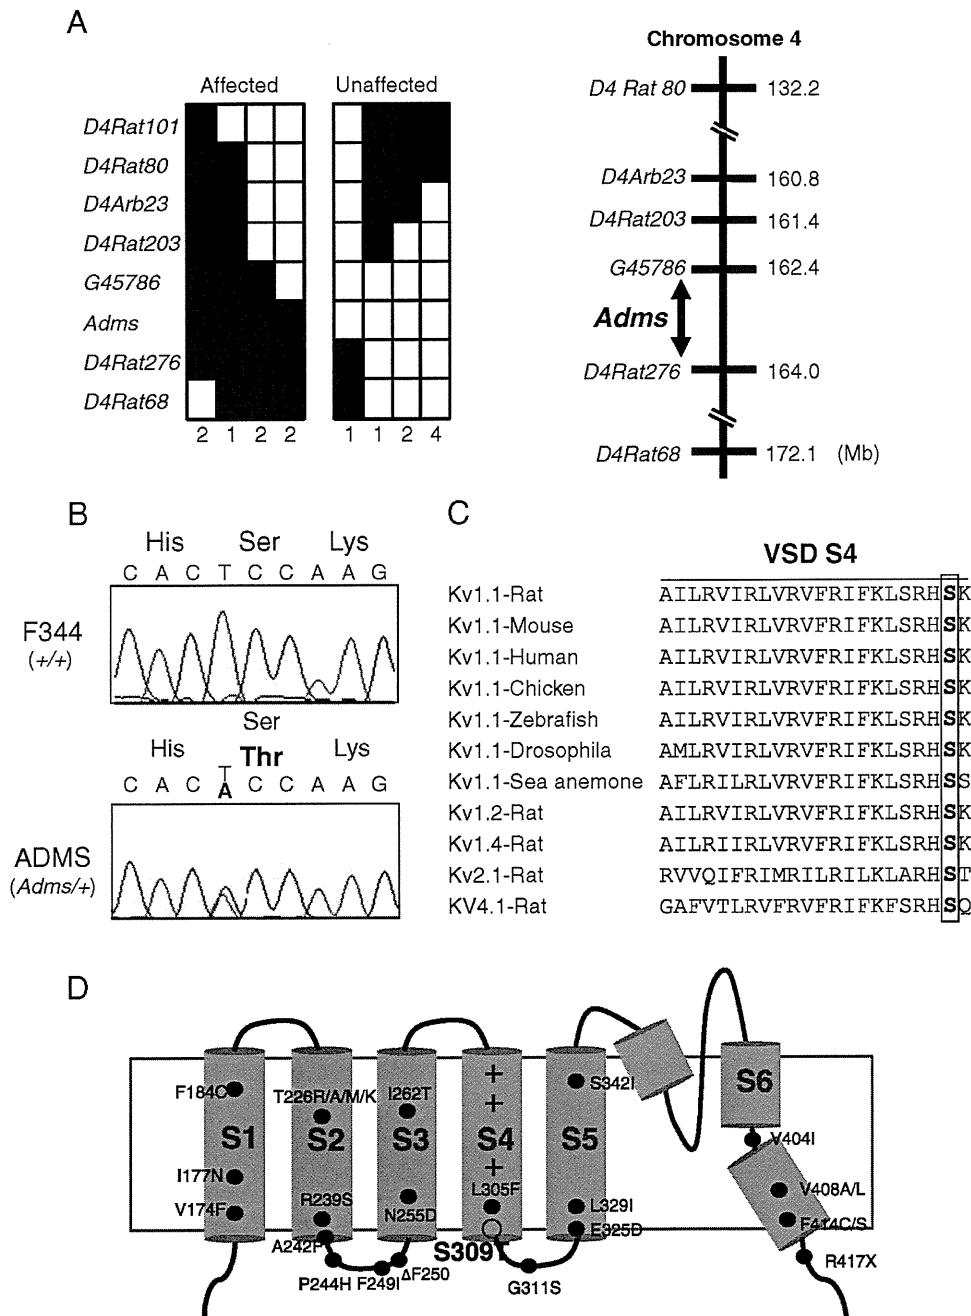 A
Affected Unaffected
D4Rat101
D4Rat80
D4Arb23
D4Rat203
G45786
Adms
D4Rat276
D4Rat68
2 1 2 2 1 1 2 4
Chromosome 4
D4 Rat 80 132.2
D4Arb23 160.8
D4Rat203 161.4
G45786 162.4
Adms
D4Rat276 164.0
D4Rat68 172.1 (Mb)
B
His Ser Lys
C A C T C C A A G
F344
(+/+)
Ser
His Thr Lys
T
C A C A C C A A G
ADMS
(Adms/+)
C
VSD S4
Kv1.1-Rat AILRVIRLVRVFRIFKLSRHSK
Kv1.1-Mouse AILRVIRLVRVFRIFKLSRHSK
Kv1.1-Human AILRVIRLVRVFRIFKLSRHSK
Kv1.1-Chicken AILRVIRLVRVFRIFKLSRHSK
Kv1.1-Zebrafish AILRVIRLVRVFRIFKLSRHSK
Kv1.1-Drosophila AMLRVIRLVRVFRIFKLSRHSK
Kv1.1-Sea anemone AFLRILRLVRVFRIFKLSRHSS
Kv1.2-Rat AILRVIRLVRVFRIFKLSRHSK
Kv1.4-Rat AILRIIRLVRVFRIFKLSRHSK
Kv2.1-Rat RVVQIFRIMRILRILKLARHST
KV4.1-Rat GAFVTLRVFRVFRIFKFSRHSQ
D
F184C
T226R/A/M/K
I262T
+
+
S342I
S6
S1 S2 S3 S4 S5
V404I
I177N
+
L305F
V408A/L
V174F
R239S
N255D
L329I
F414C/S
E325D
A242P
S309T
R417X
P244H F249I ΔF250
G311S